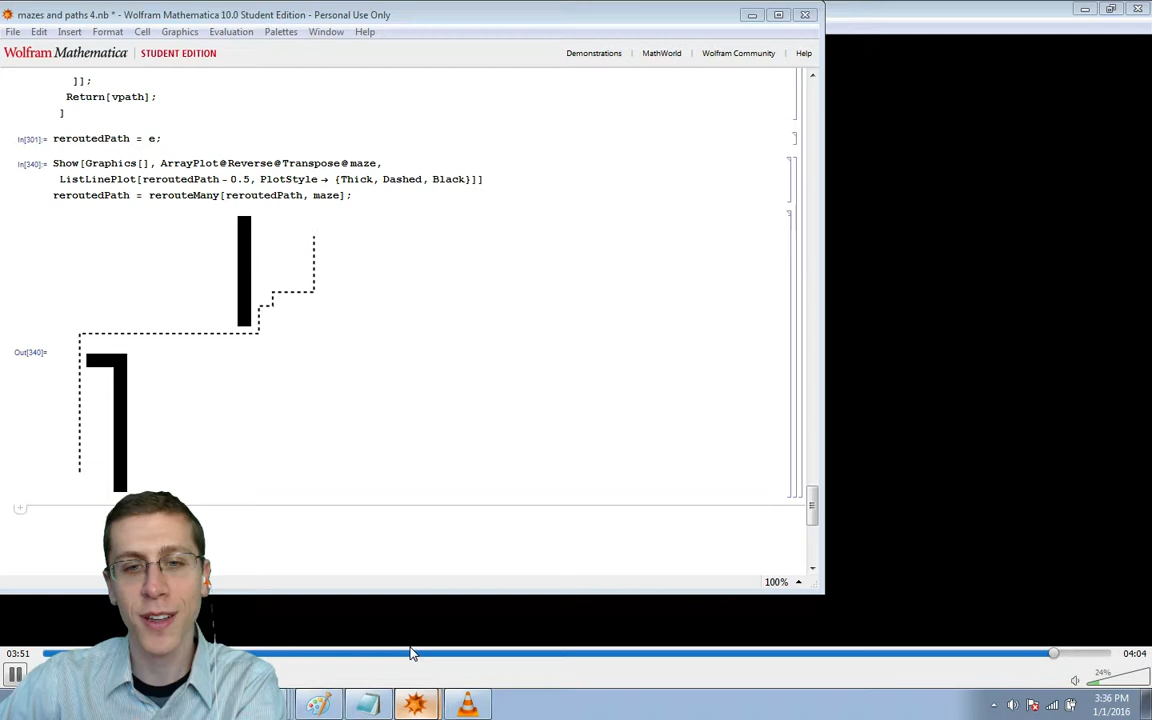 mazes and paths 4.nb * - Wolfram Mathematica 10.0 Student Edition - Personal Use Only
File Edit Insert Format Cell Graphics Evaluation Palettes Window Help
Wolfram Mathematica | STUDENT EDITION Demonstrations | MathWorld | Wolfram Community | Help
]];
Return[vpath];
]
In[301]:= reroutedPath = e;
In[340]:= Show[Graphics[], ArrayPlot@Reverse@Transpose@maze,
ListLinePlot[reroutedPath - 0.5, PlotStyle → {Thick, Dashed, Black}]]
reroutedPath = rerouteMany[reroutedPath, maze];
Out[340]=
100%
03:51 04:04
24%
3:36 PM
1/1/2016